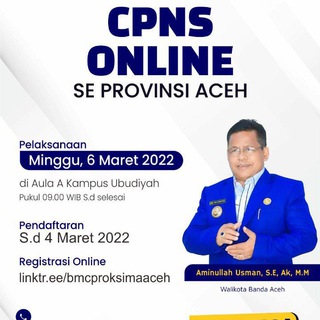 CPNS
ONLINE
SE PROVINSI ACEH
Pelaksanaan
Minggu, 6 Maret 2022
di Aula A Kampus Ubudiyah
Pukul 09.00 WIB S.d selesai
Pendaftaran
S.d 4 Maret 2022
Registrasi Online
linktr.ee/bmcproksimaaceh
Aminullah Usman, S.E, Ak, M.M
Walikota Banda Aceh